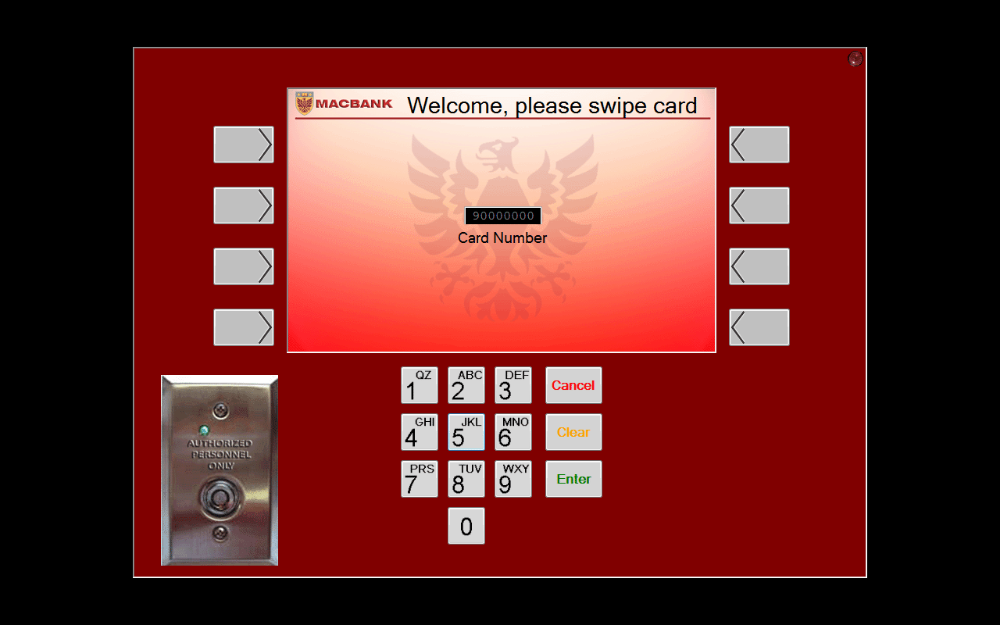 MACBANK Welcome, please swipe card
90000000
Card Number
QZ ABC DEF
1 2 3 Cancel
GHI JKL MNO
4 5 6 Clear
PRS TUV WXY
7 8 9 Enter
0
AUTHORIZED
PERSONNEL
ONLY